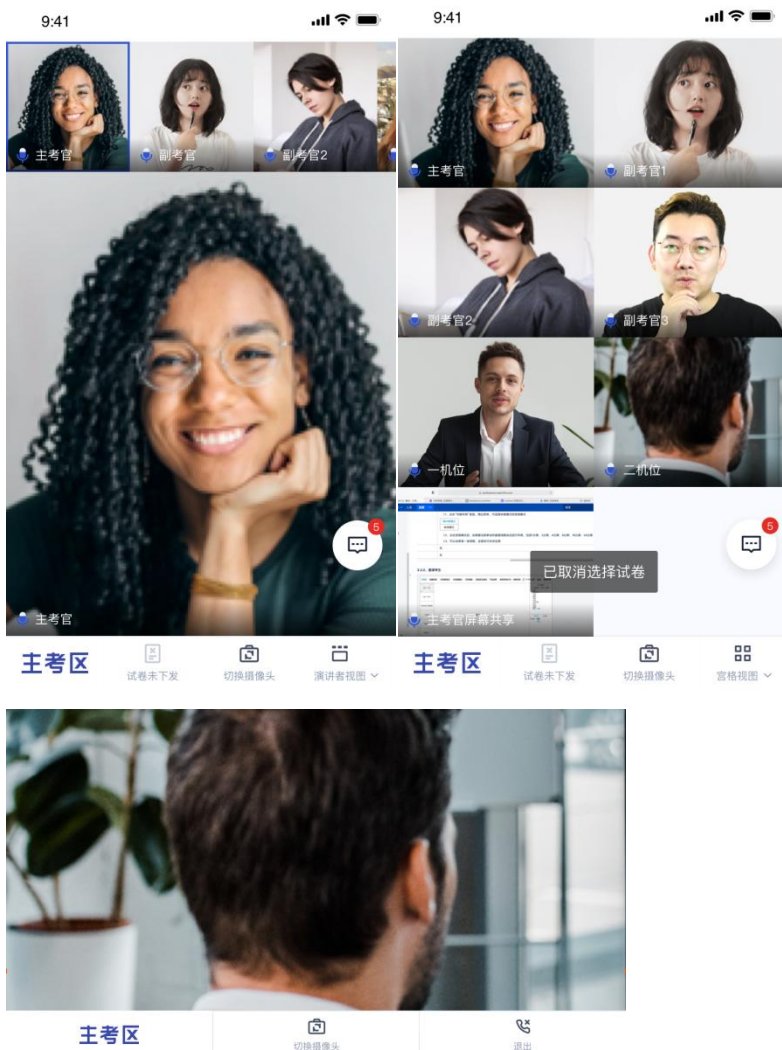 9:41
主考官
副考官
副考官2
5
主考官
主考区
试卷未下发
切换摄像头
演讲者视图
9:41
主考官
副考官1
副考官2
副考官3
一机位
二机位
已取消选择试卷
5
主考官屏幕共享
主考区
试卷未下发
切换摄像头
宫格视图
主考区
切换摄像头
退出